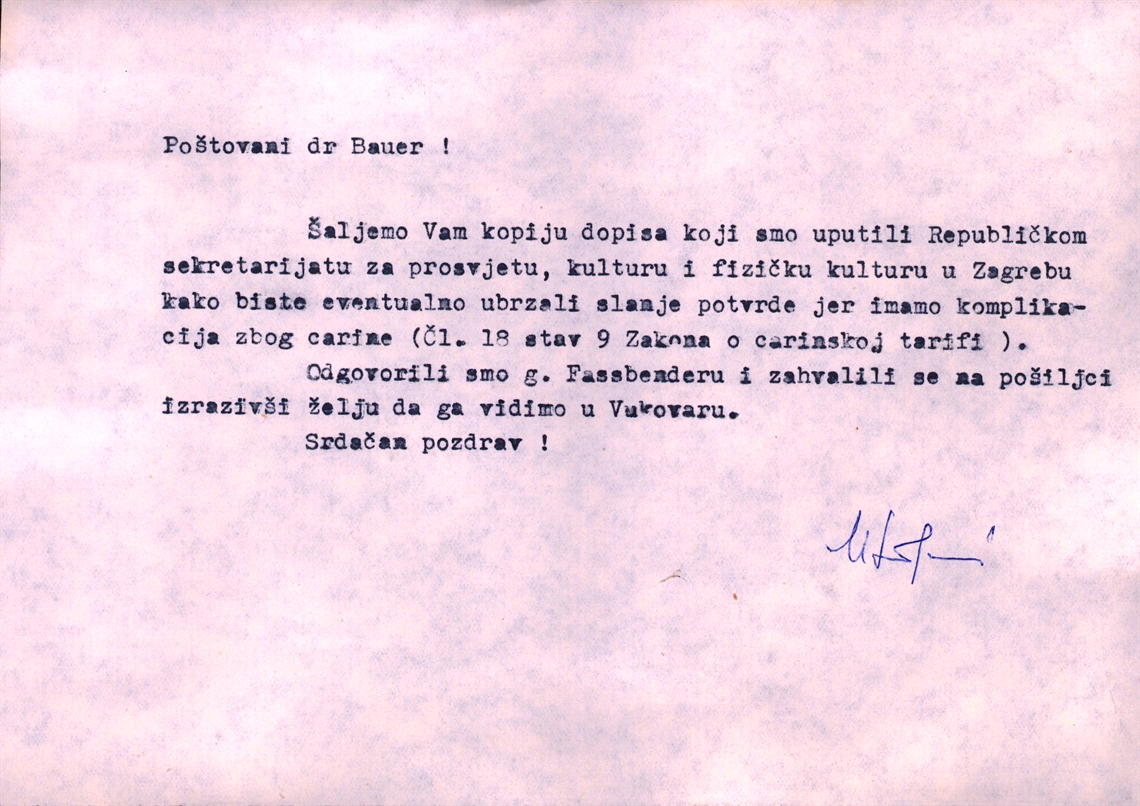 Poštovani dr Bauer !
Šaljemo Vam kopiju dopisa koji smo uputili Republičkom
sekretarijatu za prosvjetu, kulturu i fizičku kulturu u Zagrebu
kako biste eventualno ubrzali slanje potvrde jer imamo komplika-
cija zbog carine (Čl. 18 stav 9 Zakona o carinskoj tarifi ).
Odgovorili smo g. Fassbenderu i zahvalili se na pošiljci
izrazivši želju da ga vidimo u Vukovaru.
Srdačan pozdrav !